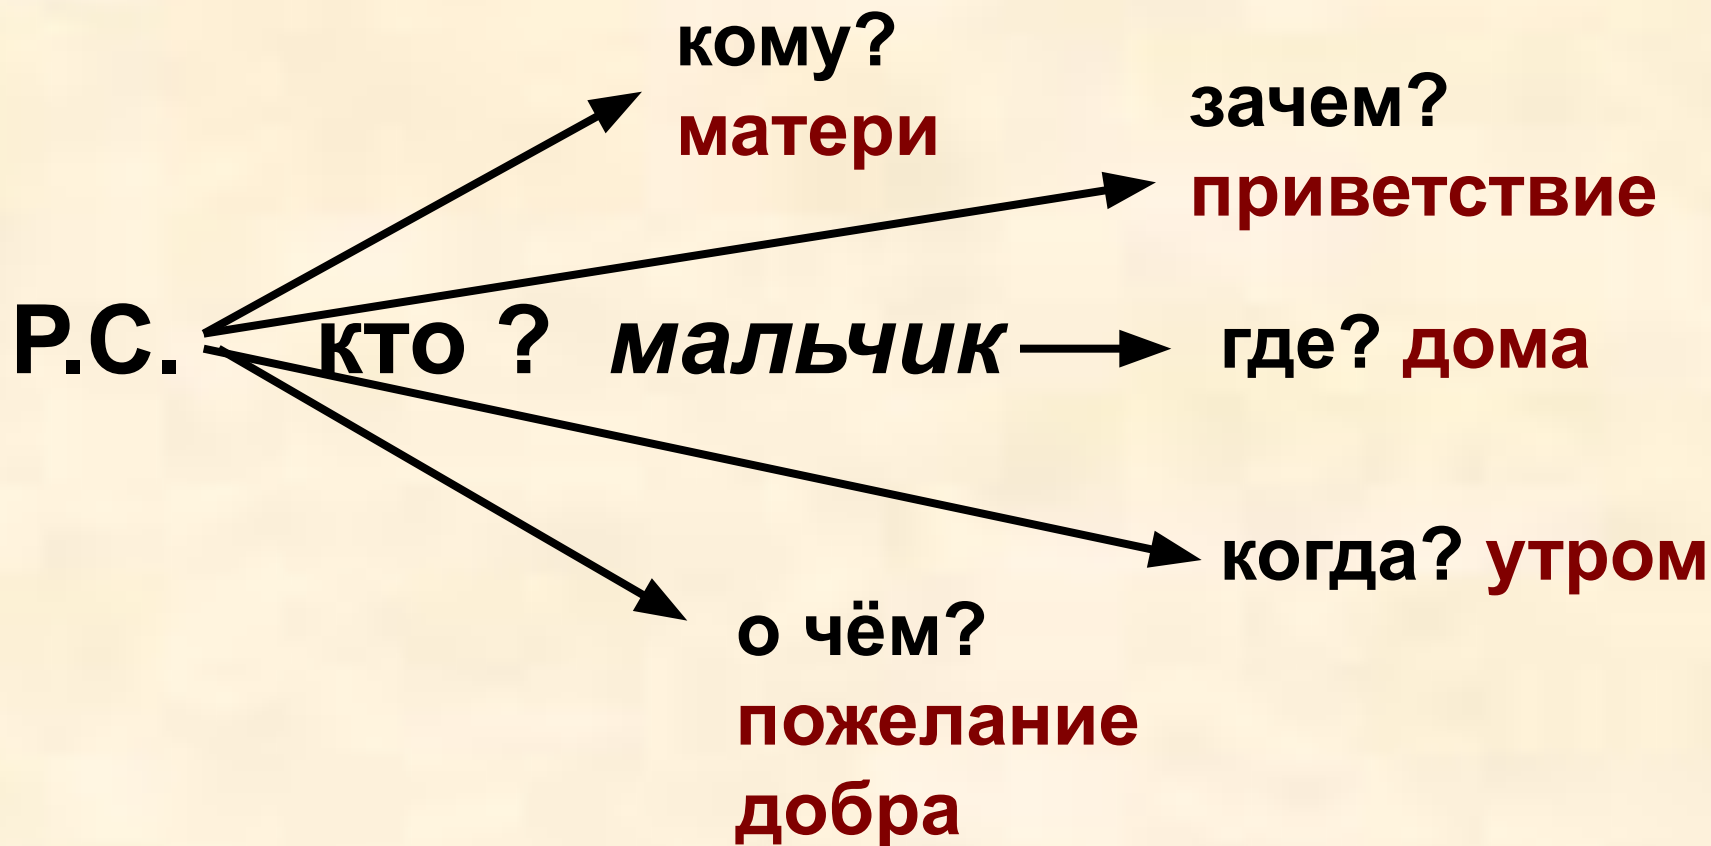 кому?
матери
зачем?
приветствие
Р.С. кто ? мальчик где? дома
когда? утром
о чём?
пожелание
добра